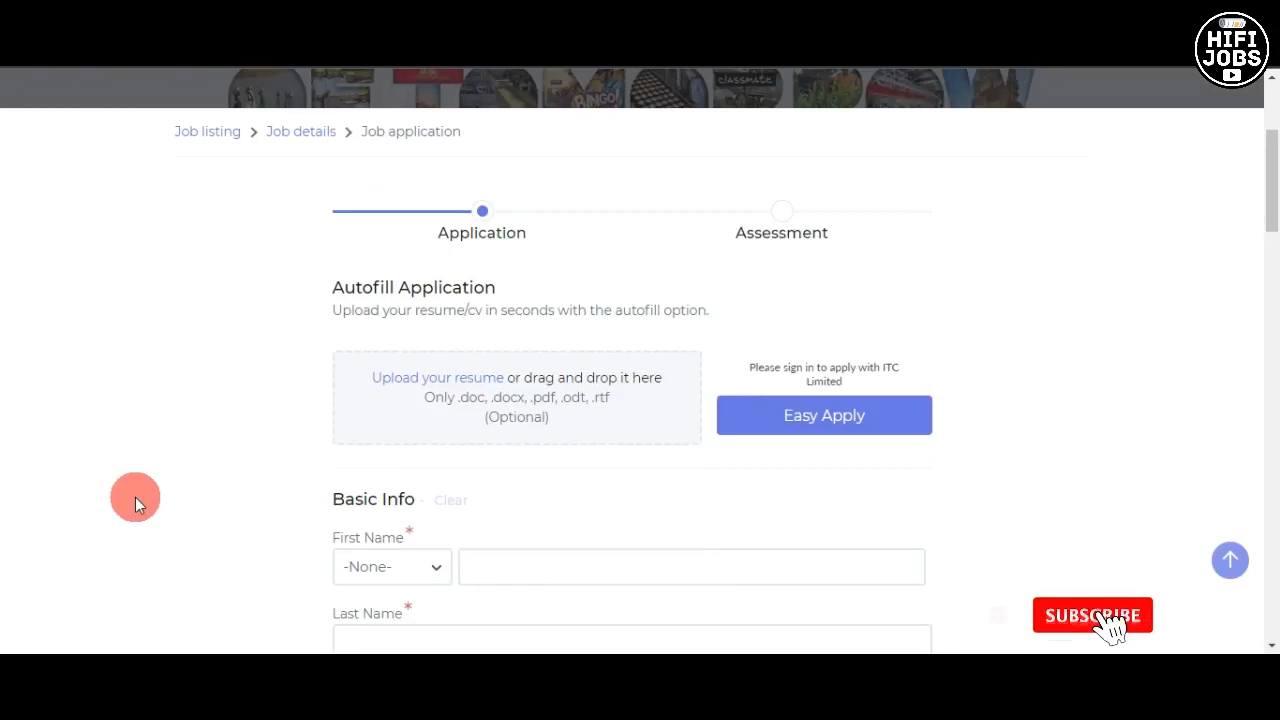 HIFI
JOBS
BINGO!
CLASSMATE
Job listing > Job details > Job application
Application
Assessment
Autofill Application
Upload your resume/cv in seconds with the autofill option.
Upload your resume or drag and drop it here
Only .doc, .docx, .pdf, .odt, .rtf
(Optional)
Please sign in to apply with ITC
Limited
Easy Apply
Basic Info - Clear
First Name*
-None-
Last Name*
SUBSCRIBE